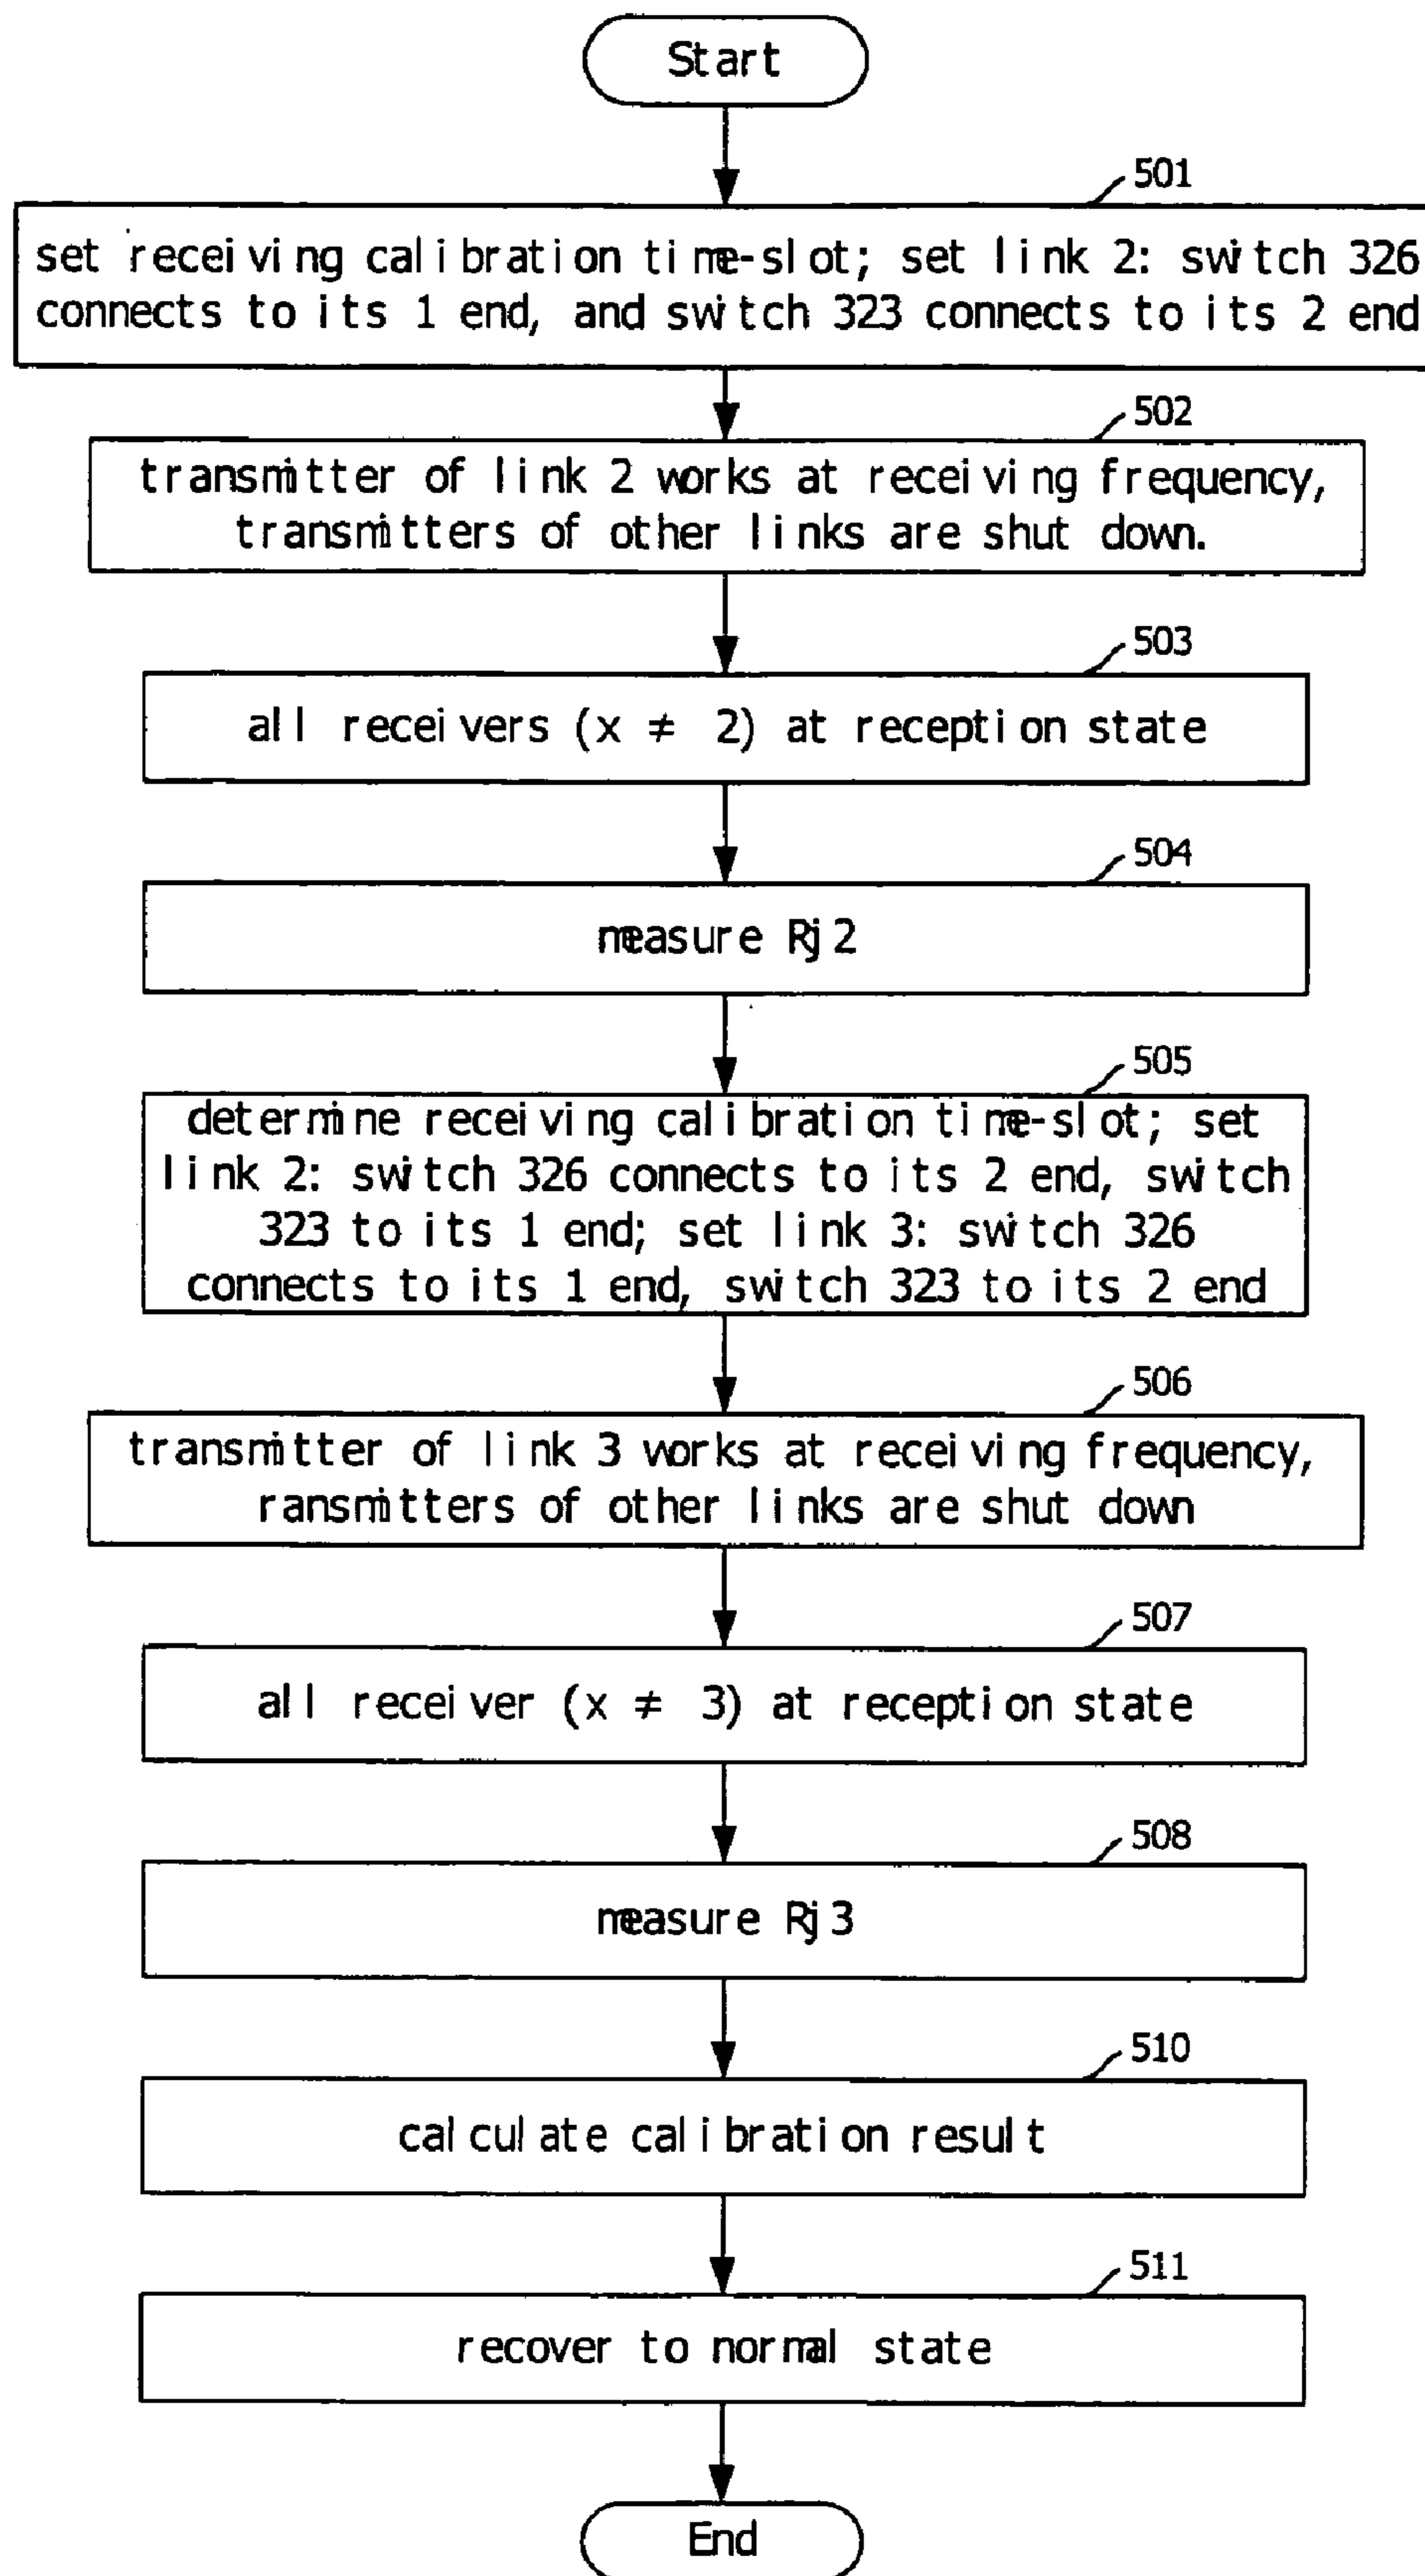 Start
501
set receiving calibration time-slot; set link 2: switch 326
connects to its 1 end, and switch 323 connects to its 2 end
502
transmitter of link 2 works at receiving frequency,
transmitters of other links are shut down.
503
all receivers (x ≠ 2) at reception state
504
measure Rj2
505
determine receiving calibration time-slot; set
link 2: switch 326 connects to its 2 end, switch
323 to its 1 end; set link 3: switch 326
connects to its 1 end, switch 323 to its 2 end
506
transmitter of link 3 works at receiving frequency,
ransmitters of other links are shut down
507
all receiver (x ≠ 3) at reception state
508
measure Rj3
510
calculate calibration result
511
recover to normal state
End